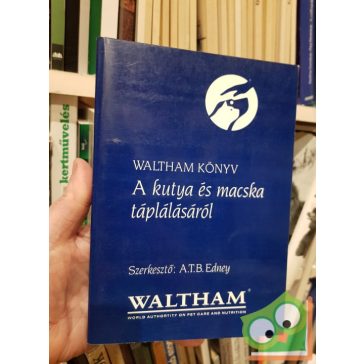 WALTHAM KÖNYV
A kutya és macska
táplálásáról
Szerkesztő: A.T.B. Edney
WALTHAM®
WORLD AUTHORITY ON PET CARE AND NUTRITION
kertművelés